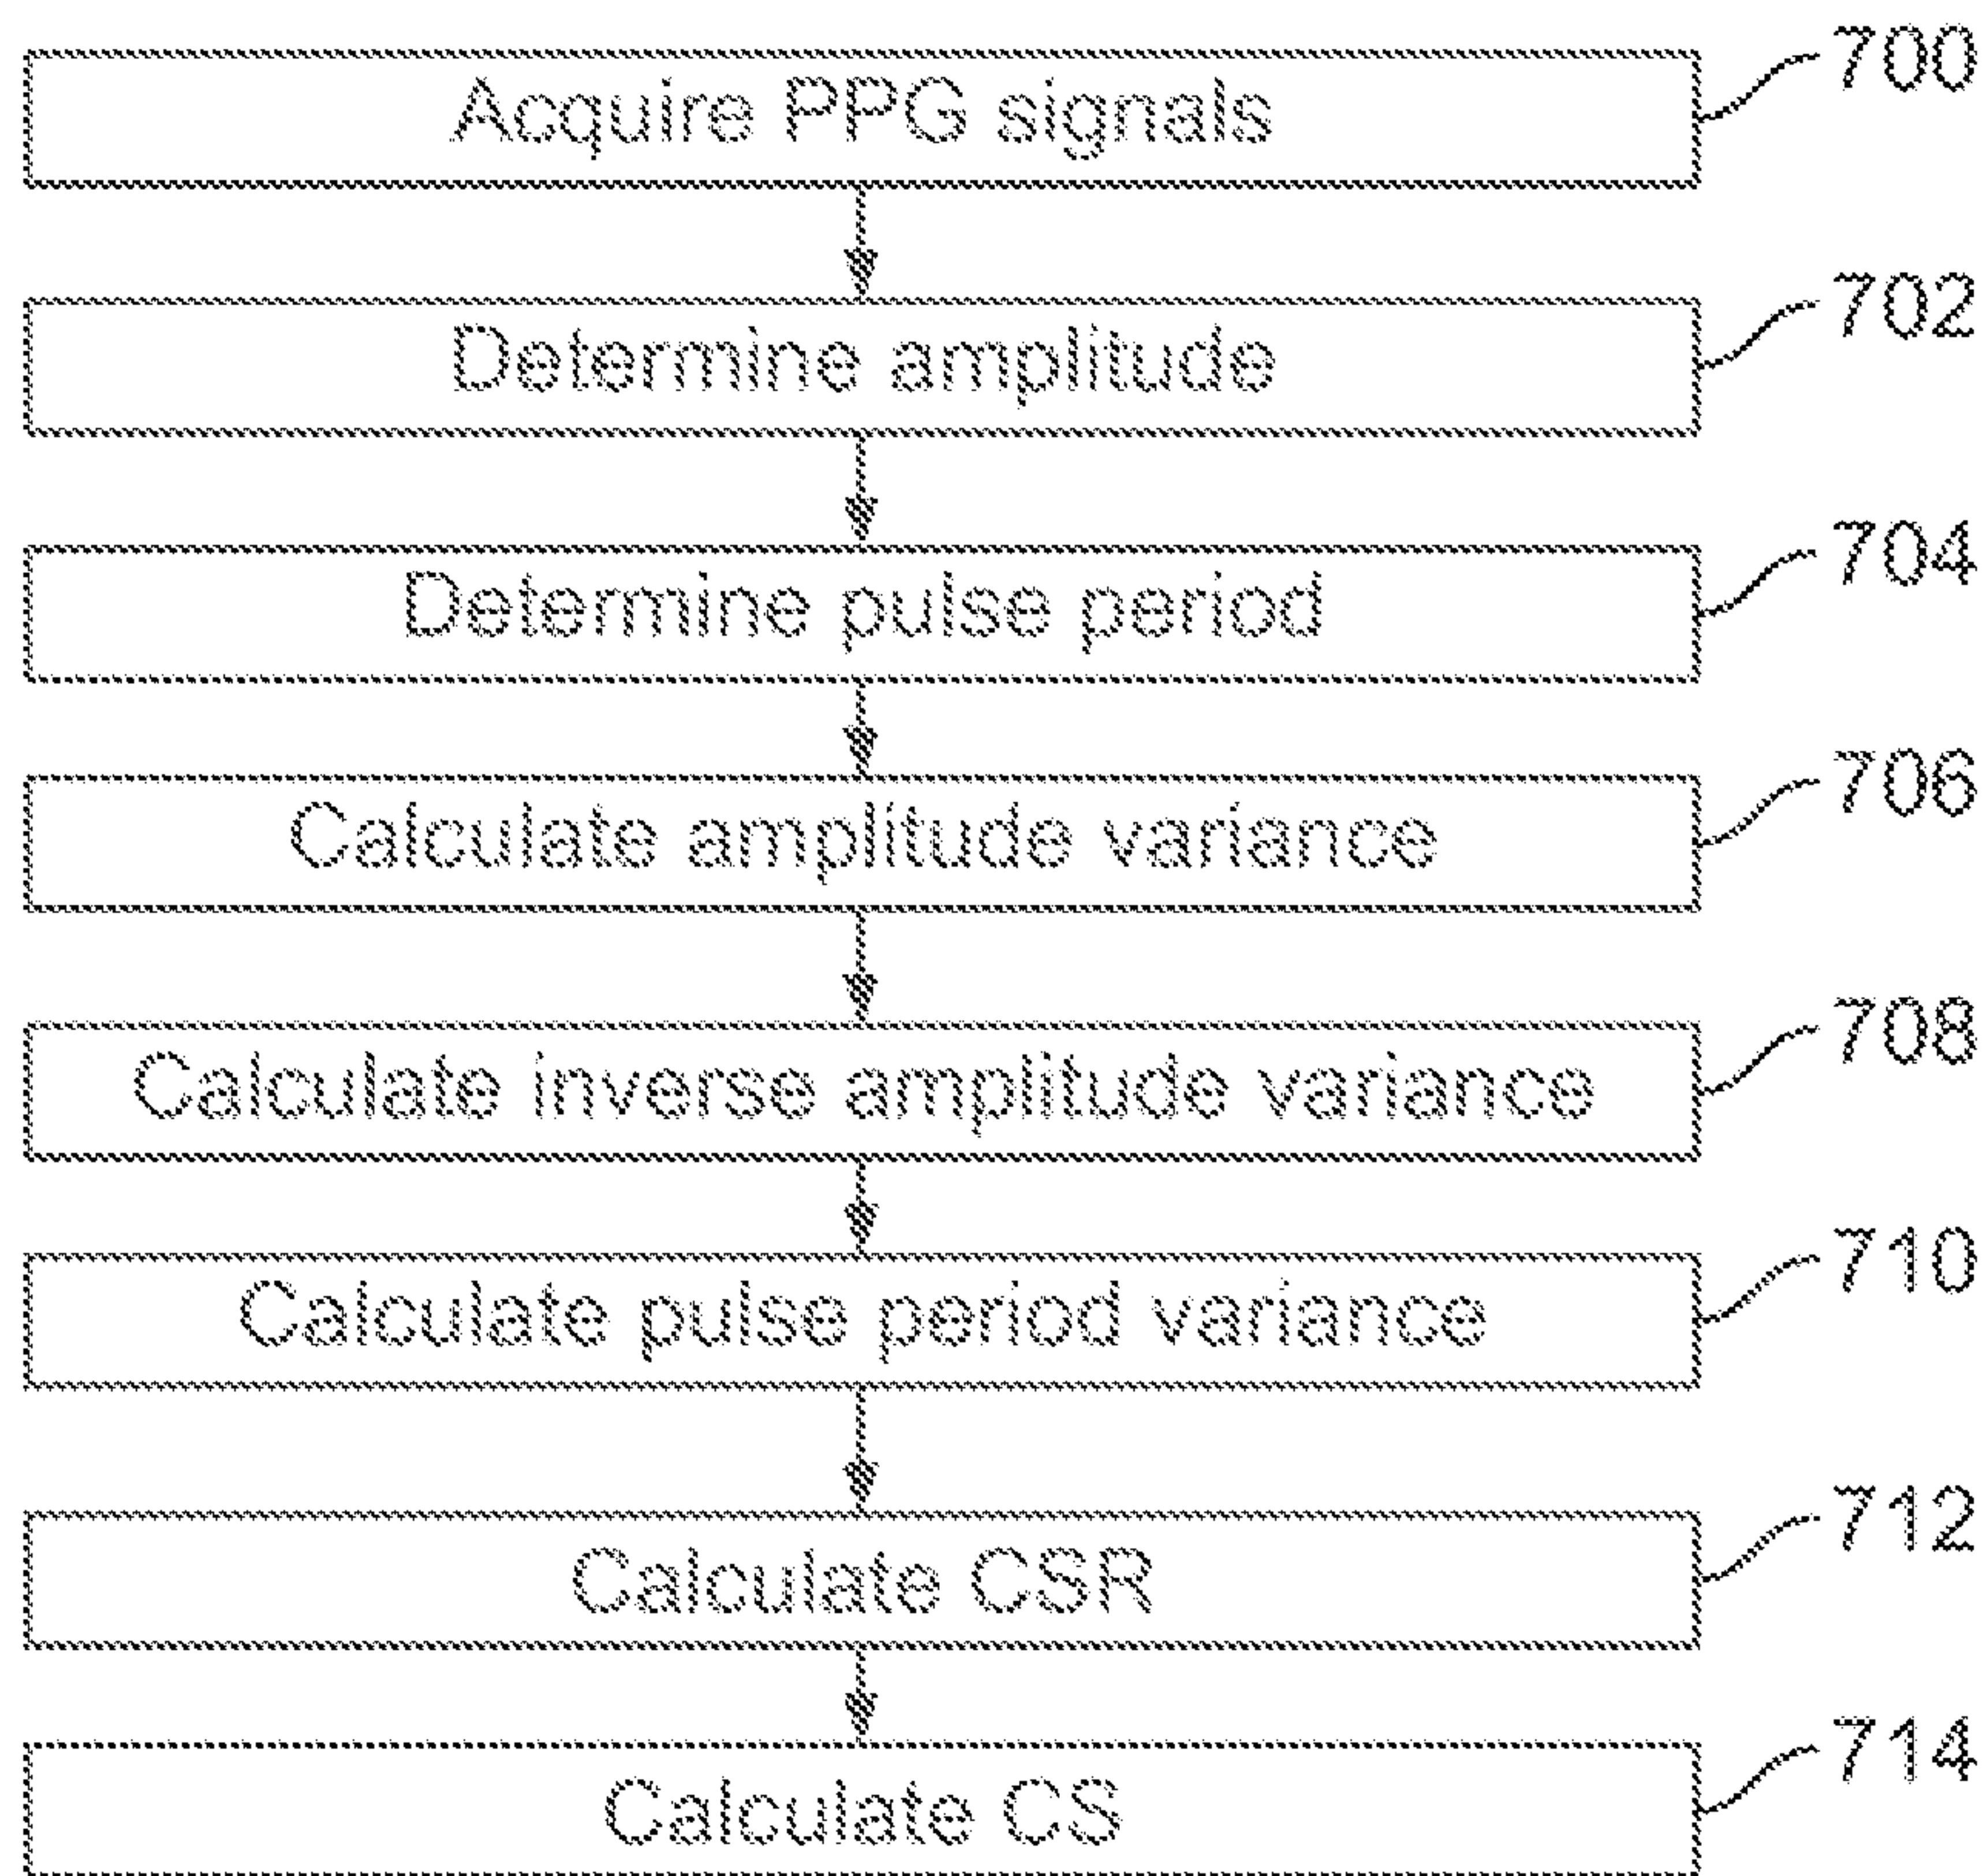 700
Acquire PPG signals
702
Determine amplitude
704
Determine pulse period
706
Calculate amplitude variance
708
Calculate inverse amplitude variance
710
Calculate pulse period variance
712
Calculate CSR
714
Calculate CS